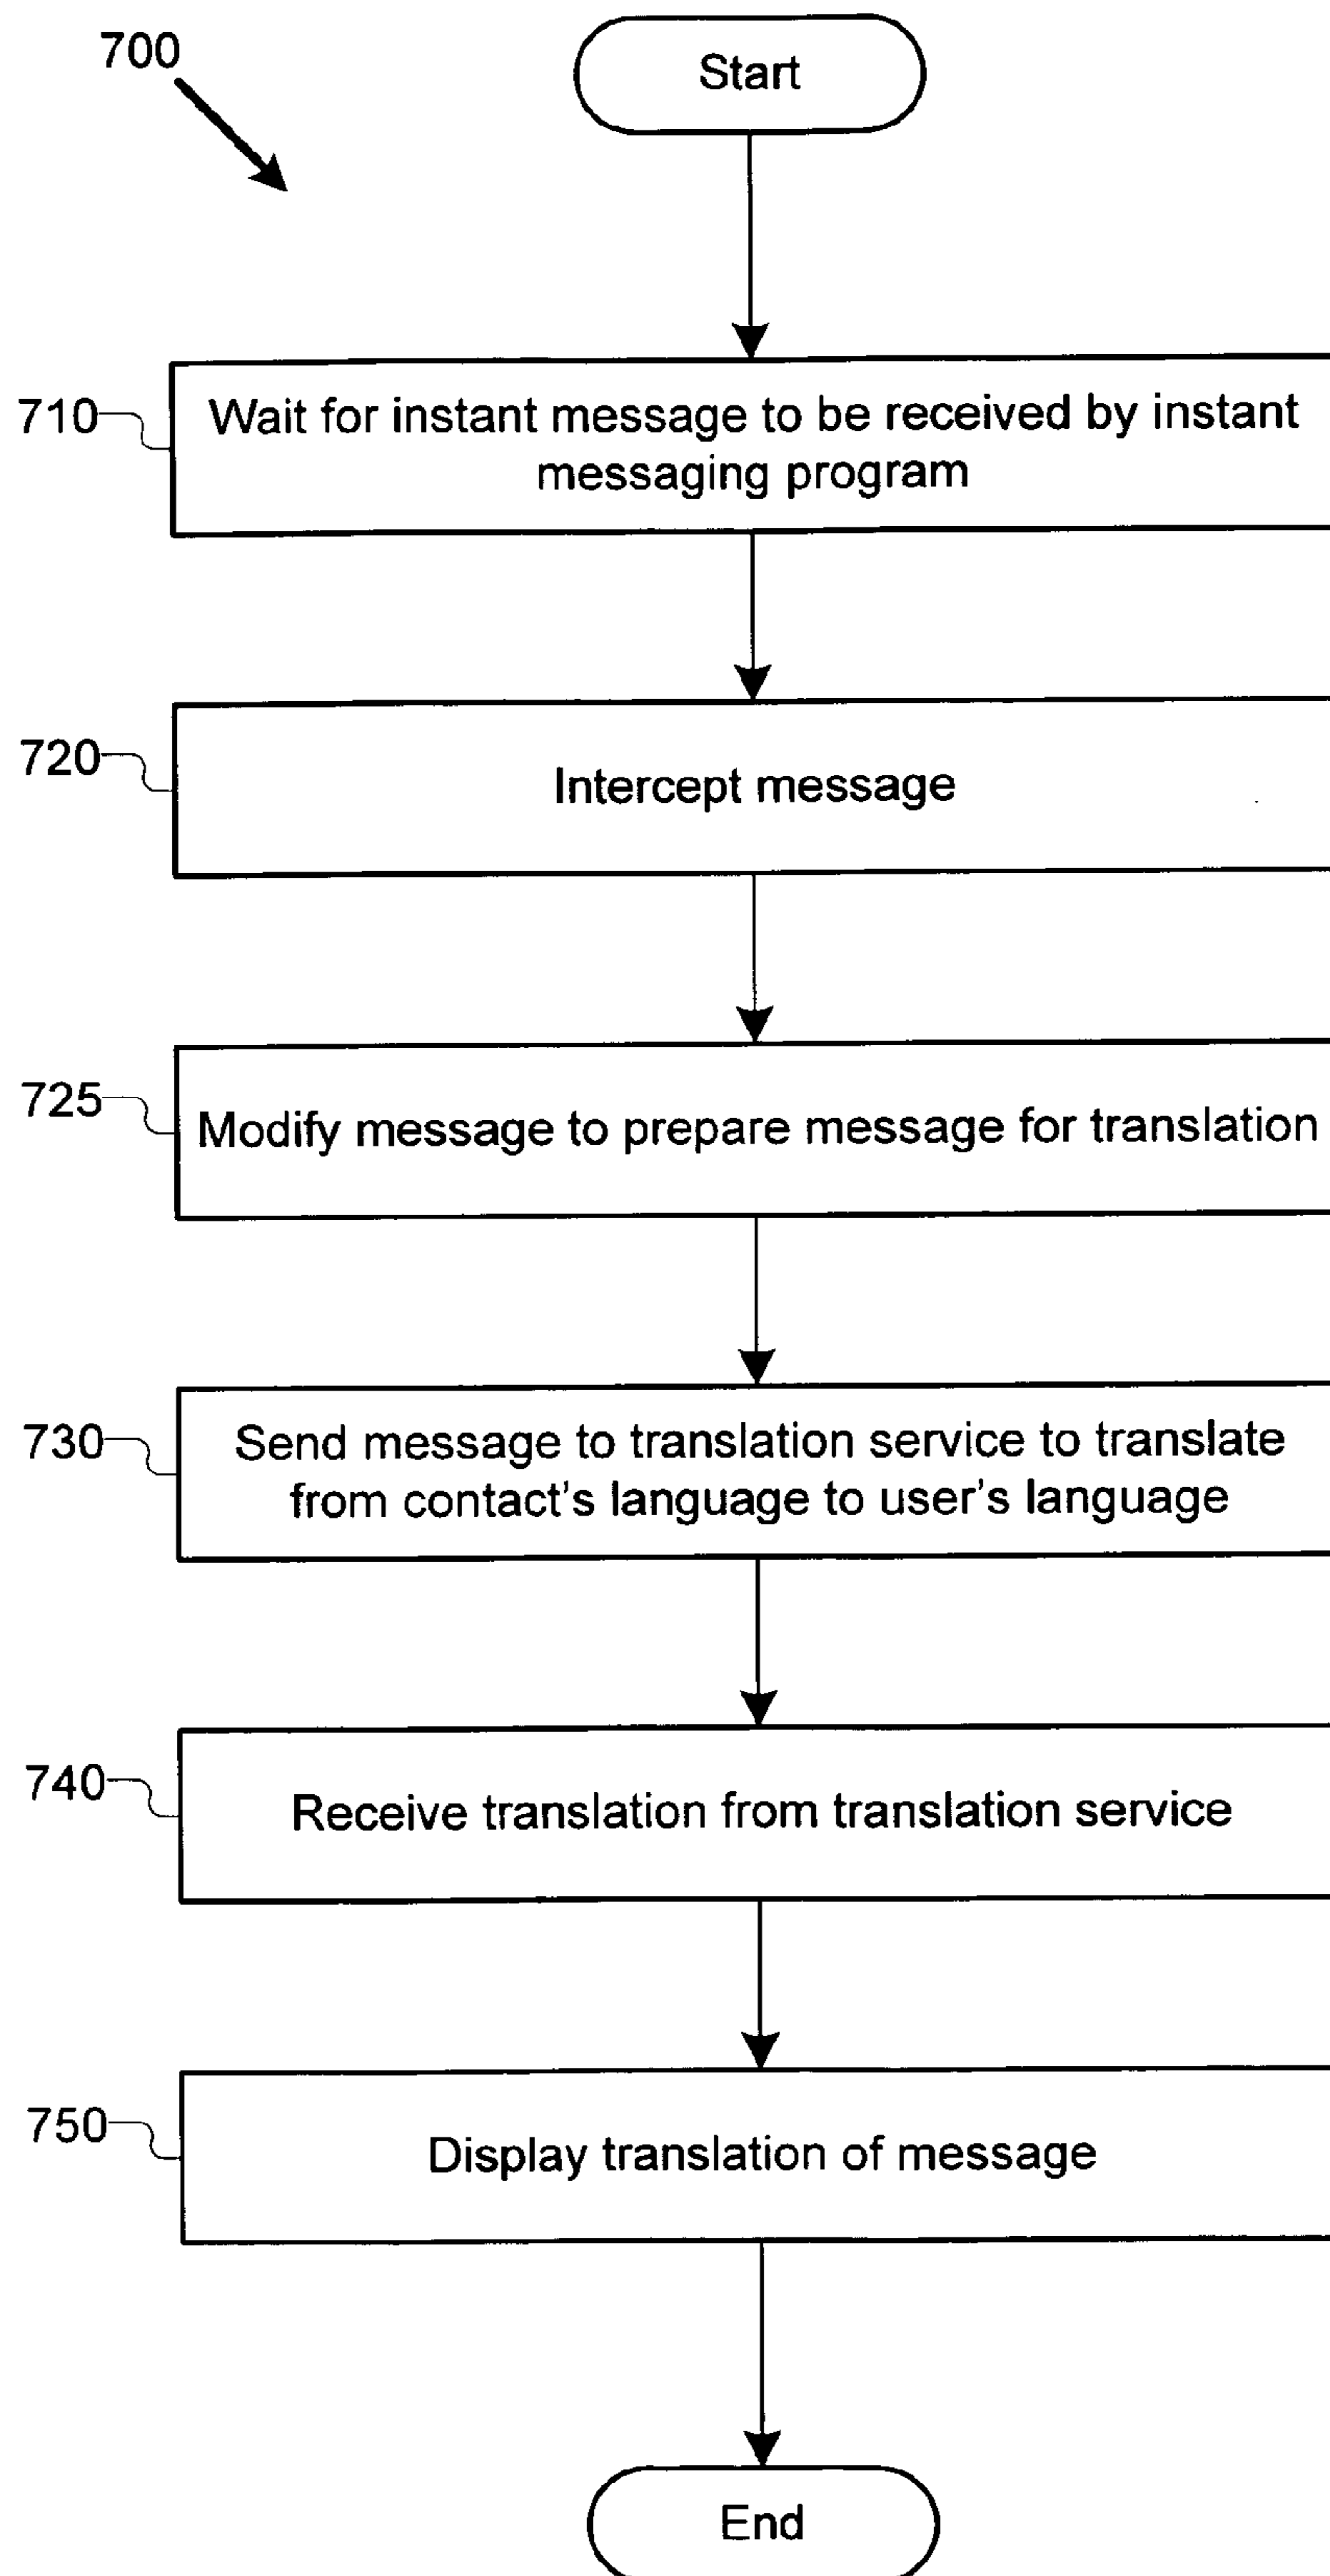 700
Start
710
Wait for instant message to be received by instant
messaging program
720
Intercept message
725
Modify message to prepare message for translation
730
Send message to translation service to translate
from contact's language to user's language
740
Receive translation from translation service
750
Display translation of message
End